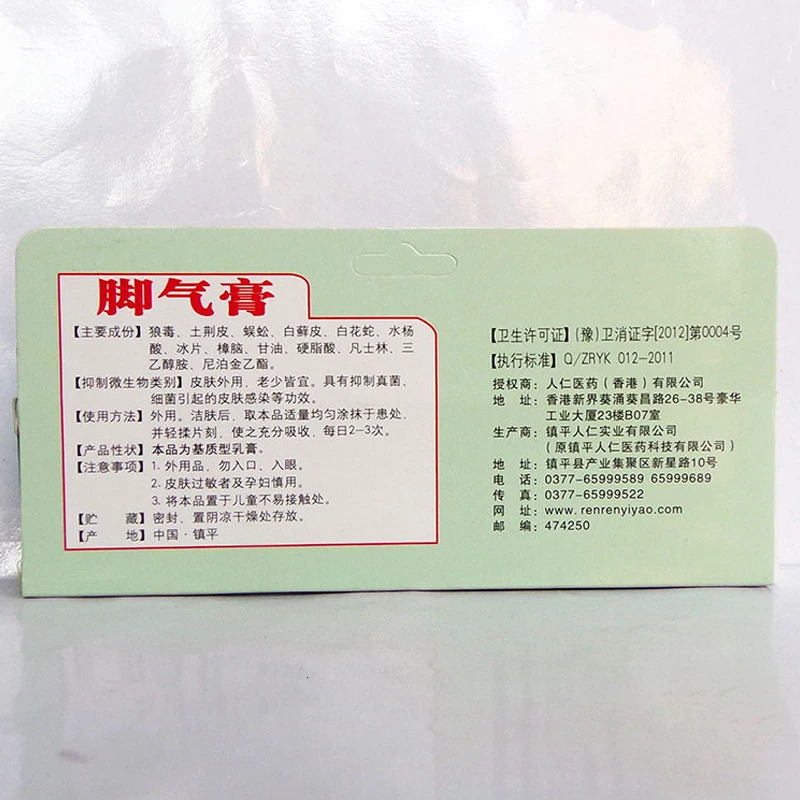 脚气膏
【主要成份】狼毒、土荆皮、蜈蚣、白藓皮、白花蛇、水杨
酸、冰片、樟脑、甘油、硬脂酸、凡士林、三
乙醇胺、尼泊金乙酯。
【抑制微生物类别】皮肤外用，老少皆宜。具有抑制真菌、
细菌引起的皮肤感染等功效。
【使用方法】外用。洁肤后，取本品适量均匀涂抹于患处，
并轻揉片刻，使之充分吸收，每日2-3次。
【产品性状】本品为基质型乳膏。
【注意事项】1. 外用品，勿入口、入眼。
2. 皮肤过敏者及孕妇慎用。
3. 将本品置于儿童不易接触处。
【贮 藏】密封、置阴凉干燥处存放。
【产 地】中国·镇平
【卫生许可证】(豫)卫消证字[2012]第0004号
【执行标准】Q/ZRYK 012-2011
授权商：人仁医药（香港）有限公司
地 址：香港新界葵涌葵昌路26-38号豪华
工业大厦23楼B07室
生产商：镇平人仁实业有限公司
（原镇平人仁医药科技有限公司）
地 址：镇平县产业集聚区新星路10号
电 话：0377-65999589 65999689
传 真：0377-65999522
网 址：www. renrenyiyao.com
邮 编：474250